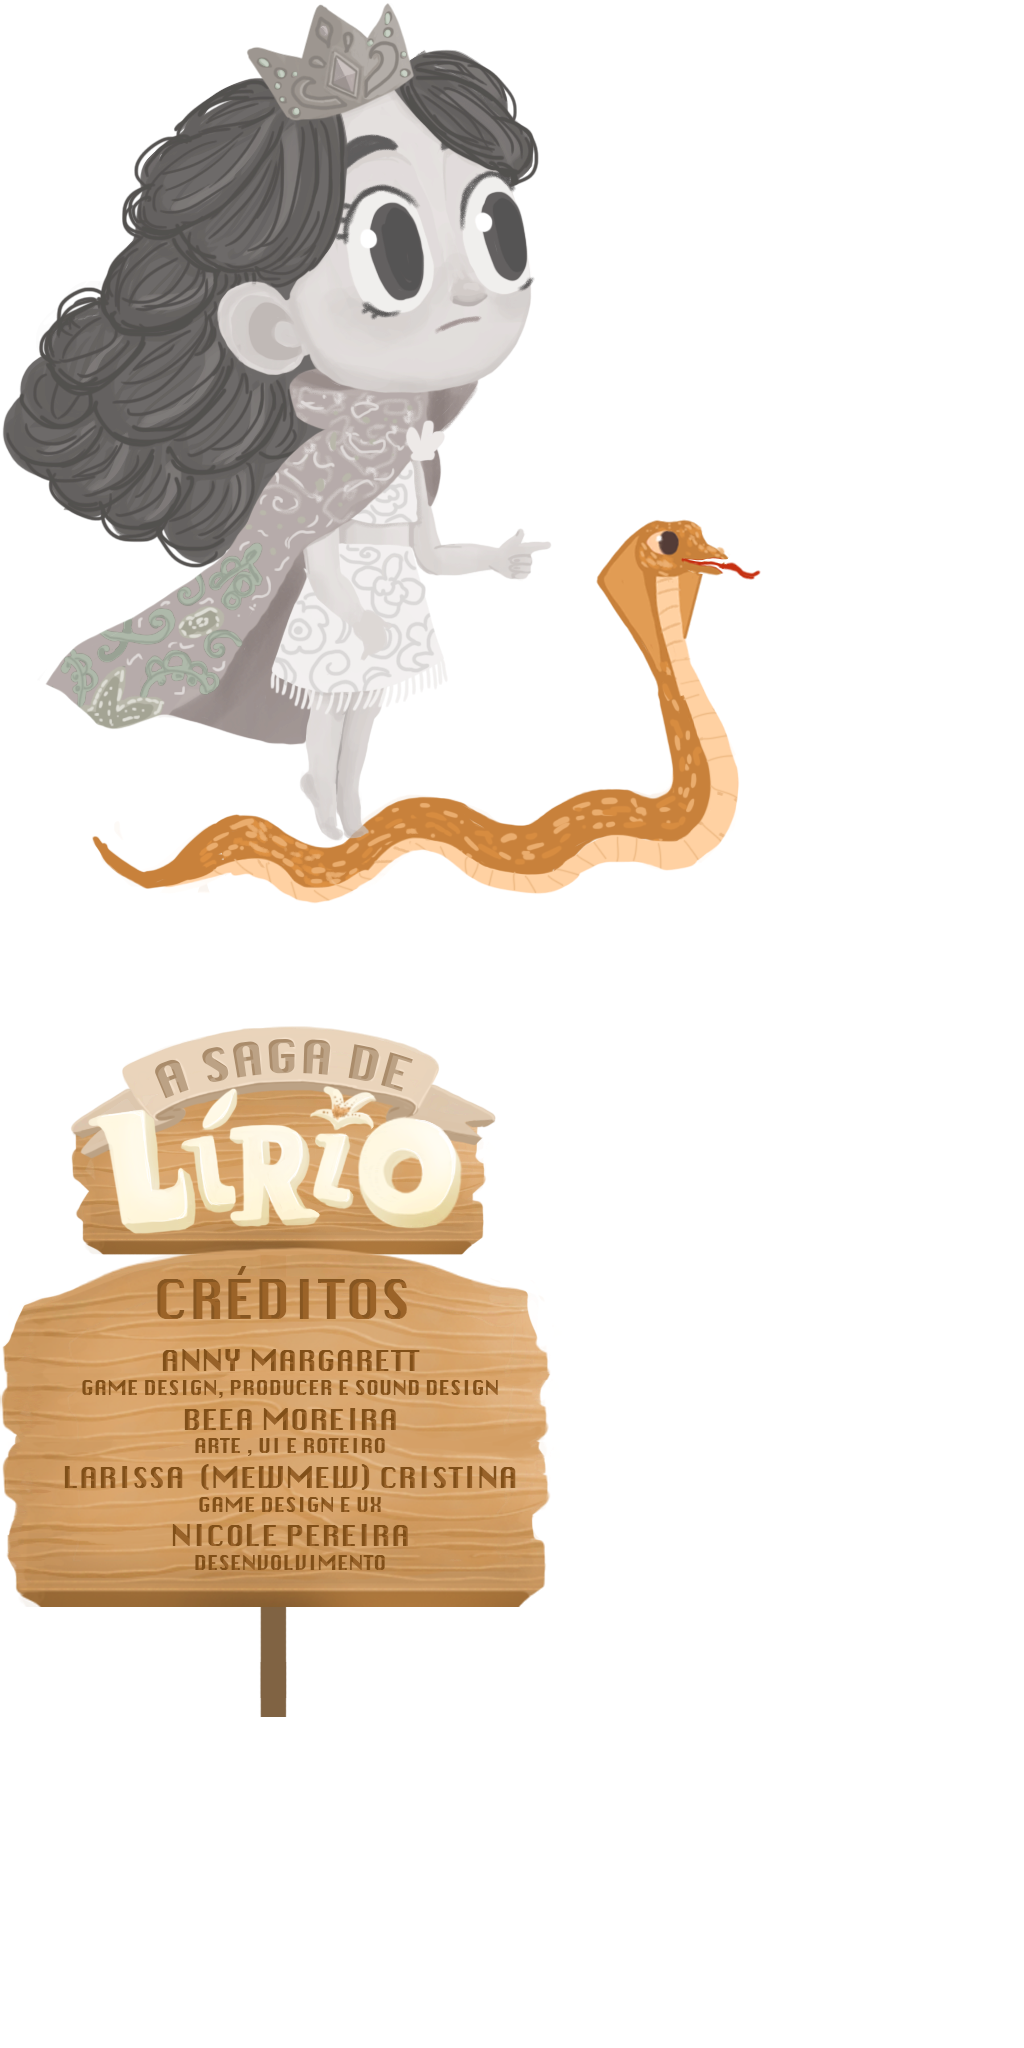 A SAGA DE
LÍRIO
CRÉDITOS
ANNY MARGARETT
GAME DESIGN, PRODUCER E SOUND DESIGN
BEEA MOREIRA
ARTE , UI E ROTEIRO
LARISSA (MEWMEW) CRISTINA
GAME DESIGN E UX
NICOLE PEREIRA
DESENVOLVIMENTO